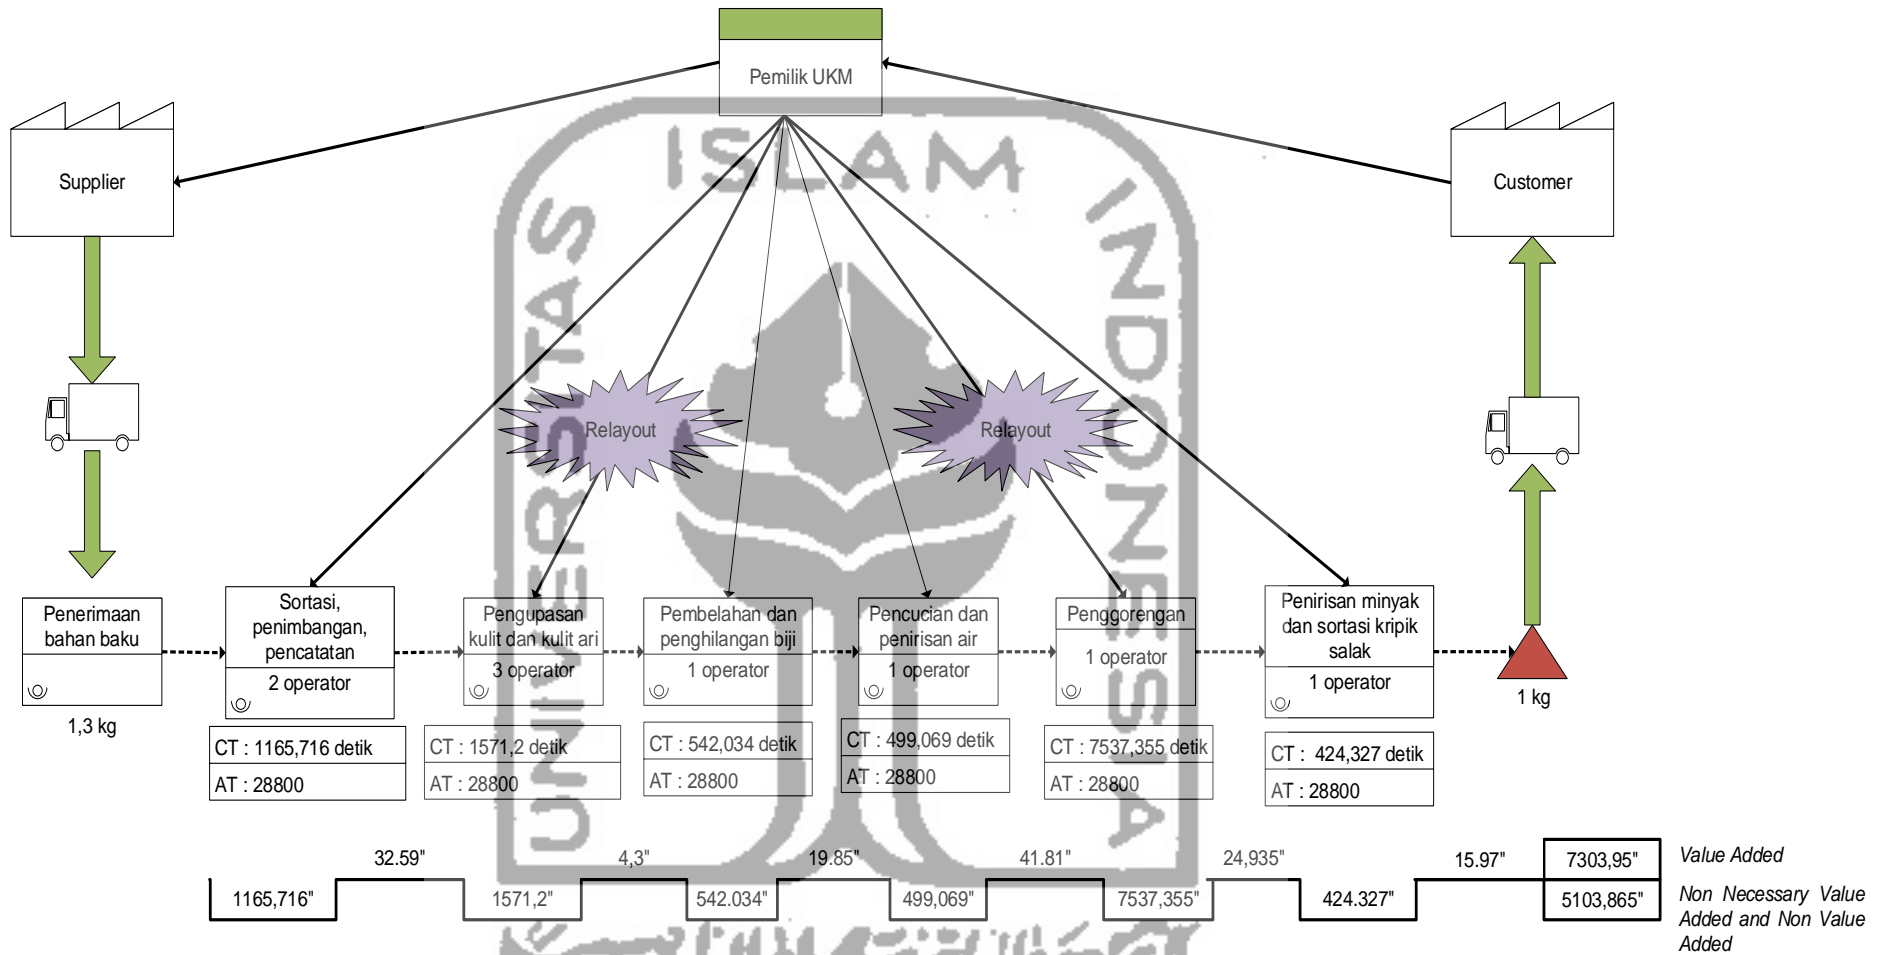 Pemilik UKM
Supplier
Customer
ISLAM
UNIVERSITAS
INDONESIA
Relayout
Relayout
Penerimaan
bahan baku
1,3 kg
Sortasi,
penimbangan,
pencatatan
2 operator
CT : 1165,716 detik
AT : 28800
Pengupasan
kulit dan kulit ari
3 operator
CT : 1571,2 detik
AT : 28800
Pembelahan dan
penghilangan biji
1 operator
CT : 542,034 detik
AT : 28800
Pencucian dan
penirisan air
1 operator
CT : 499,069 detik
AT : 28800
Penggorengan
1 operator
CT : 7537,355 detik
AT : 28800
Penirisan minyak
dan sortasi kripik
salak
1 operator
CT : 424,327 detik
AT : 28800
1 kg
32.59" 4,3" 19.85" 41.81" 24,935" 15.97" 7303,95" Value Added
1165,716" 1571,2" 542.034" 499,069" 7537,355" 424.327" 5103,865" Non Necessary Value
Added and Non Value
Added